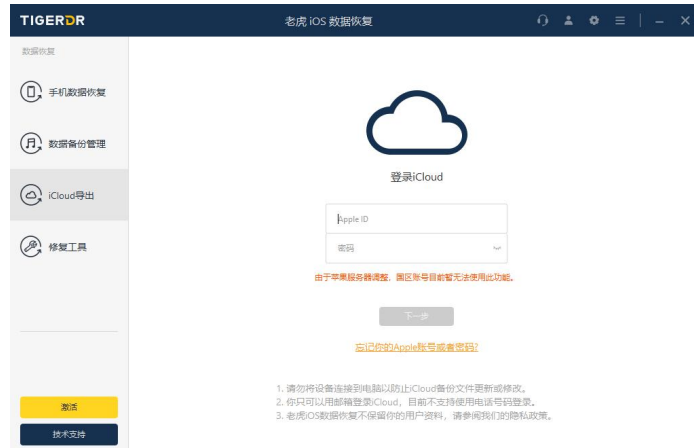 TIGERDR
老虎 iOS 数据恢复
数据恢复
手机数据恢复
数据备份管理
iCloud导出
修复工具
激活
技术支持
登录iCloud
Apple ID
密码
由于苹果服务器调整，国区账号目前暂无法使用此功能。
下一步
忘记你的Apple账号或者密码?
1. 请勿将设备连接到电脑以防止iCloud备份文件更新或修改。
2. 你只可以用邮箱登录iCloud，目前不支持使用电话号码登录。
3. 老虎iOS数据恢复不保留你的用户资料，请参阅我们的隐私政策。